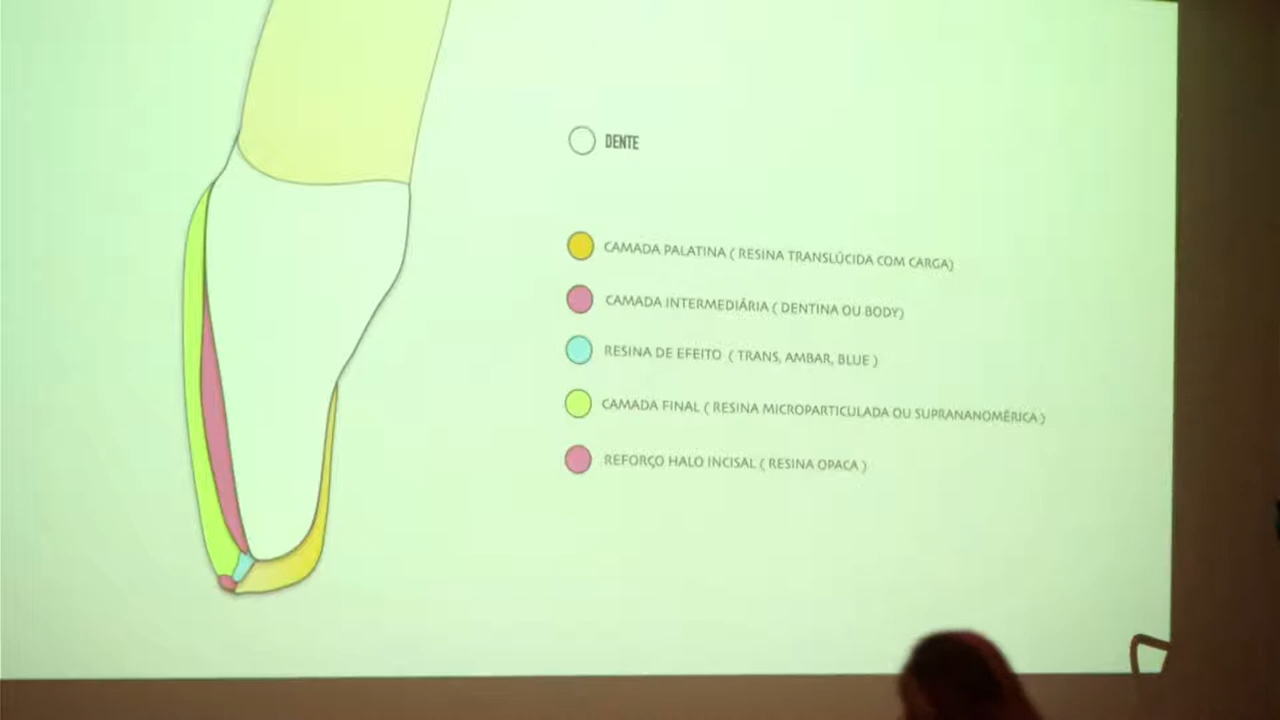 DENTE
CAMADA PALATINA ( RESINA TRANSLÚCIDA COM CARGA)
CAMADA INTERMEDIÁRIA ( DENTINA OU BODY)
RESINA DE EFEITO ( TRANS, AMBAR, BLUE )
CAMADA FINAL ( RESINA MICROPARTICULADA OU SUPRANANOMÉRICA )
REFORÇO HALO INCISAL ( RESINA OPACA )